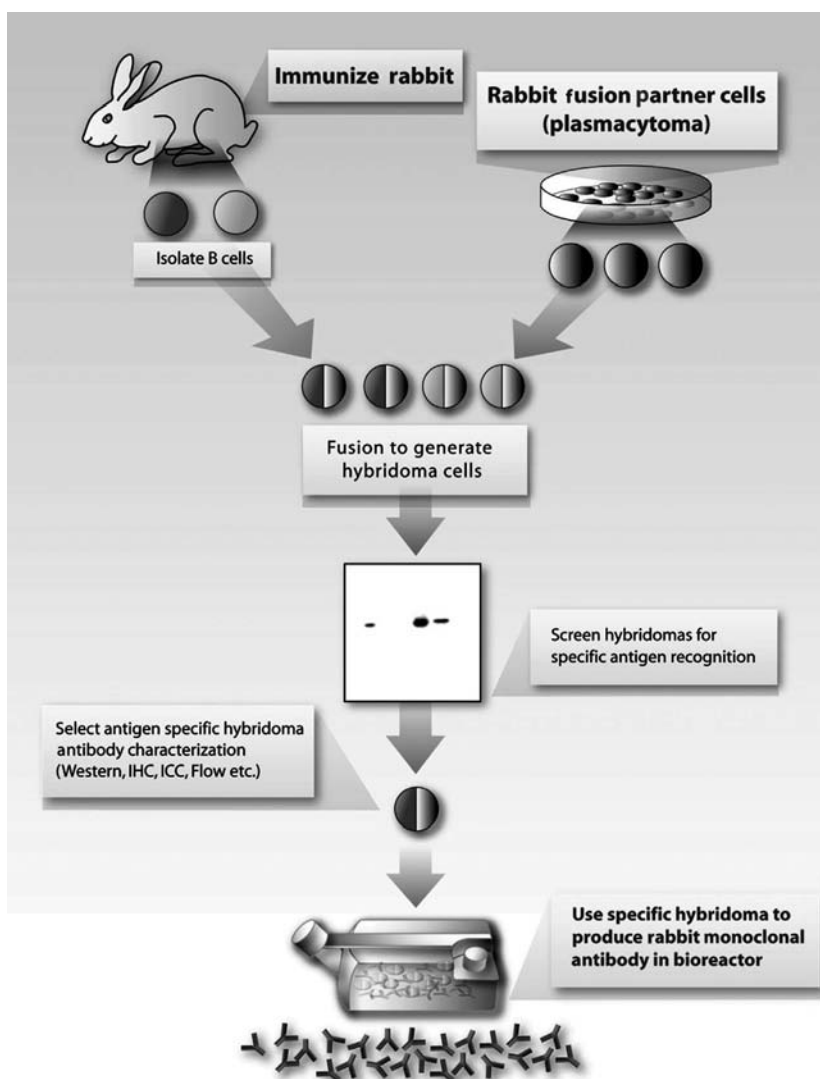 Immunize rabbit
Rabbit fusion partner cells
(plasmacytoma)
Isolate B cells
Fusion to generate
hybridoma cells
Screen hybridomas for
specific antigen recognition
Select antigen specific hybridoma
antibody characterization
(Western, IHC, ICC, Flow etc.)
Use specific hybridoma to
produce rabbit monoclonal
antibody in bioreactor